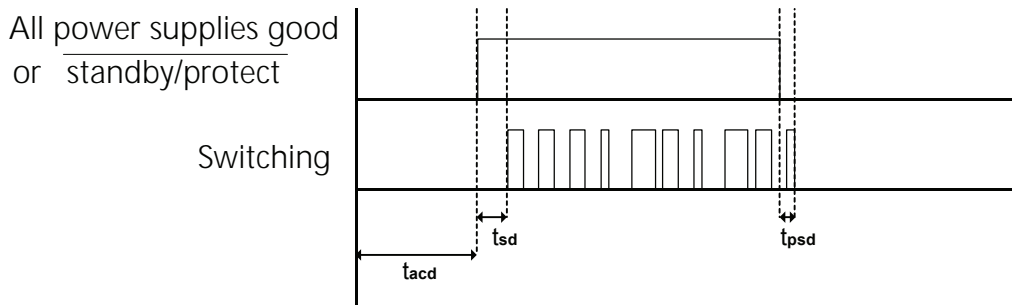 All power supplies good
or standby/protect
Switching
tsd
tpsd
tacd